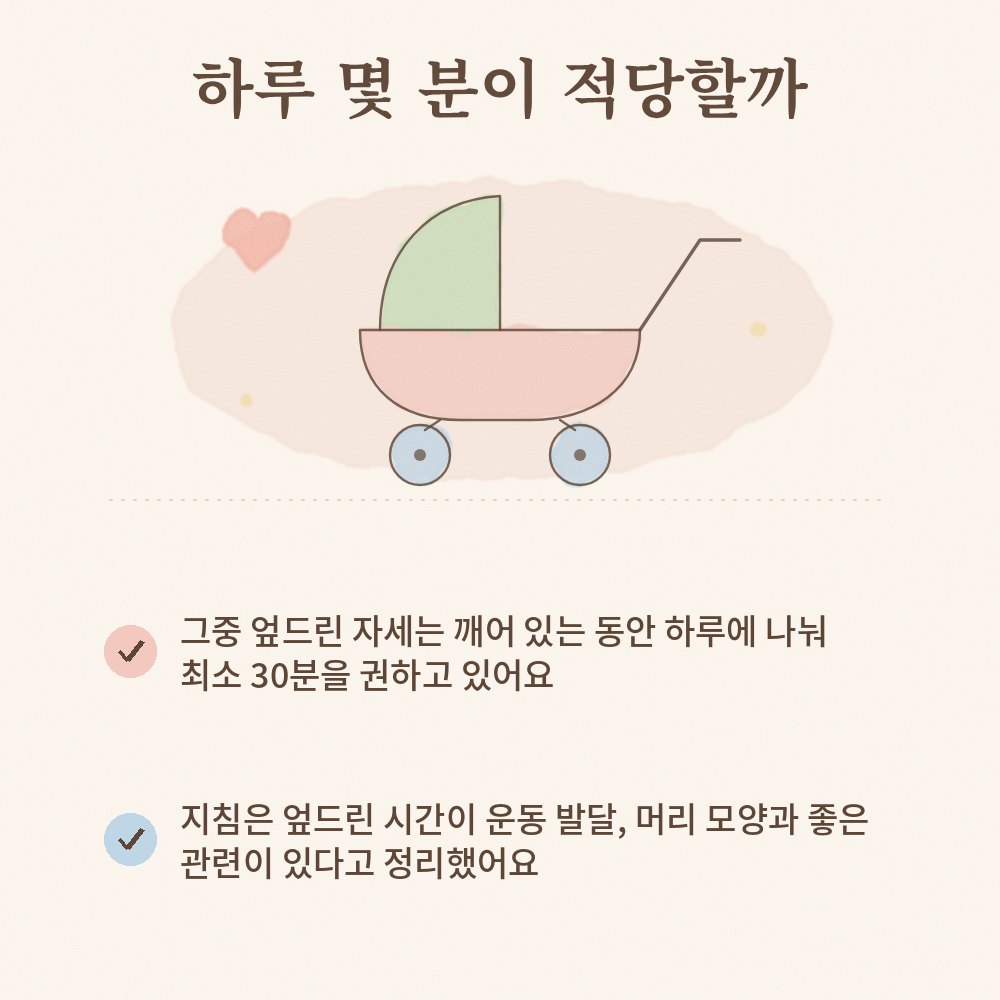 하루 몇 분이 적당할까
그중 엎드린 자세는 깨어 있는 동안 하루에 나눠
최소 30분을 권하고 있어요
지침은 엎드린 시간이 운동 발달, 머리 모양과 좋은
관련이 있다고 정리했어요